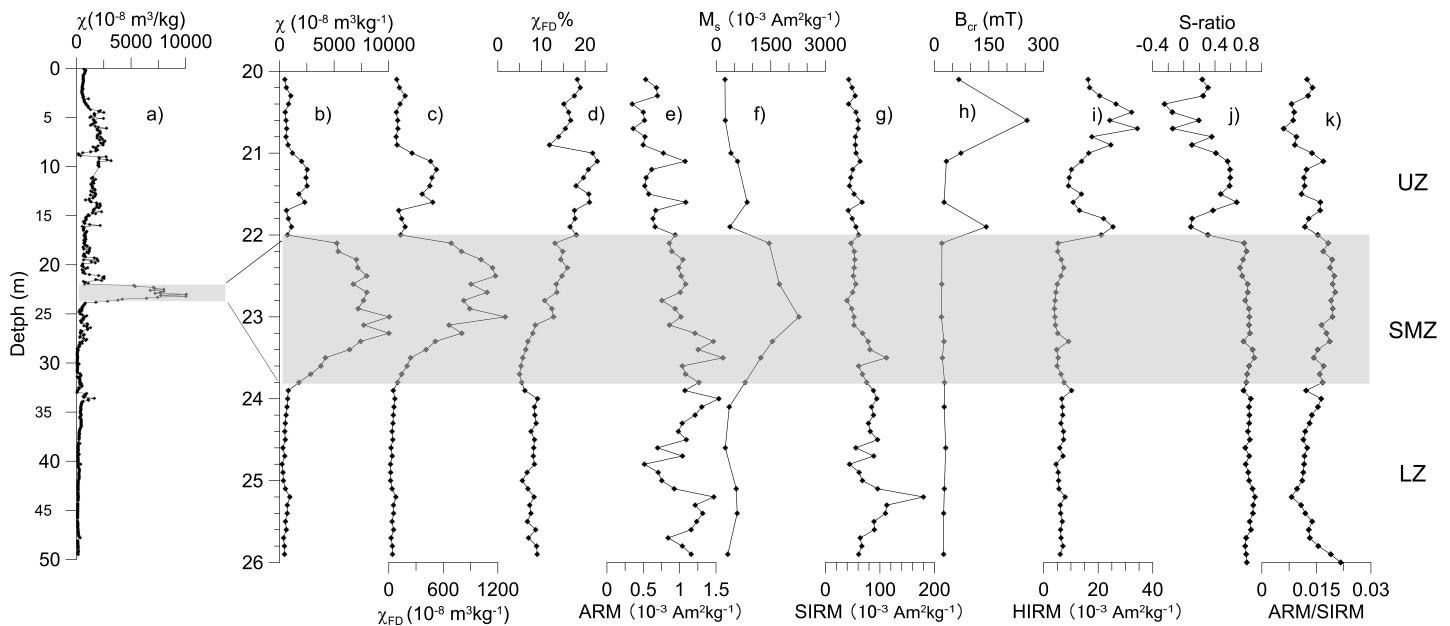 χ(10⁻⁸ m³/kg)
0 5000 10000
χ (10⁻⁸ m³kg⁻¹)
0 5000 10000
χFD%
0 10 20
Ms (10⁻³ Am²kg⁻¹)
0 1500 3000
Bcr (mT)
0 150 300
S-ratio
-0.4 0 0.4 0.8
a)
b)
c)
d)
e)
f)
g)
h)
i)
j)
k)
Detph (m)
0
5
10
15
20
25
30
35
40
45
50
20
21
22
23
24
25
26
UZ
SMZ
LZ
0 600 1200
χFD (10⁻⁸ m³kg⁻¹)
0 0.5 1 1.5
ARM (10⁻³ Am²kg⁻¹)
0 100 200
SIRM (10⁻³ Am²kg⁻¹)
0 20 40
HIRM (10⁻³ Am²kg⁻¹)
0 0.015 0.03
ARM/SIRM